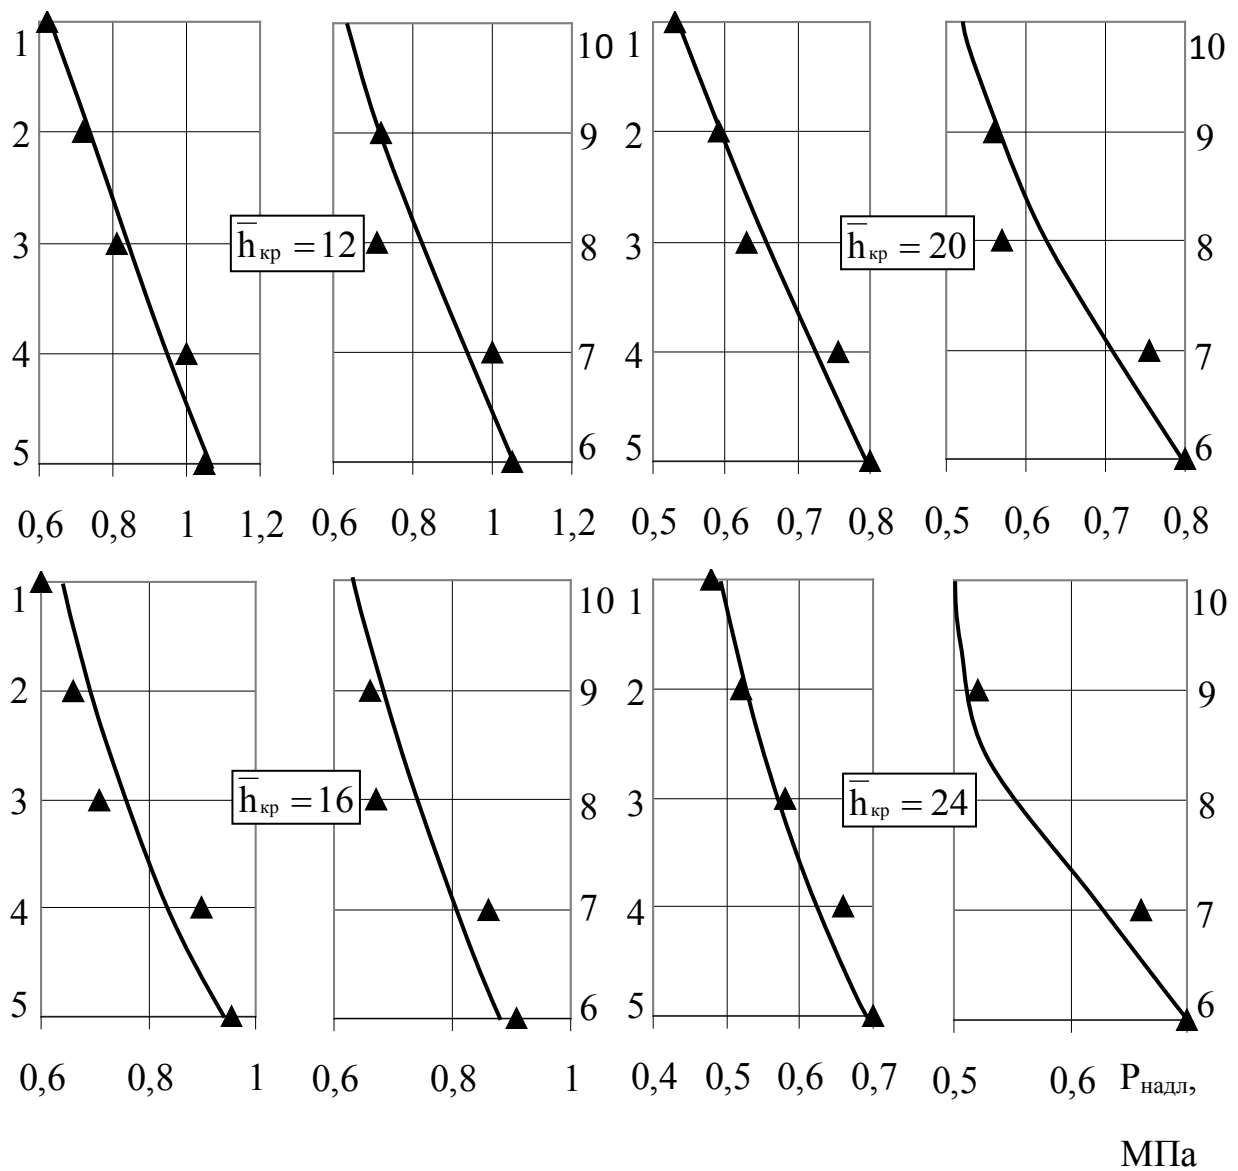 1 10 1 10
2 9 2 9
3 h̅кр = 12 8 3 h̅кр = 20 8
4 7 4 7
5 6 5 6
0,6 0,8 1 1,2 0,6 0,8 1 1,2 0,5 0,6 0,7 0,8 0,5 0,6 0,7 0,8
1 10 1 10
2 9 2 9
3 h̅кр = 16 8 3 h̅кр = 24 8
4 7 4 7
5 6 5 6
0,6 0,8 1 0,6 0,8 1 0,4 0,5 0,6 0,7 0,5 0,6 Pнадл,
МПа